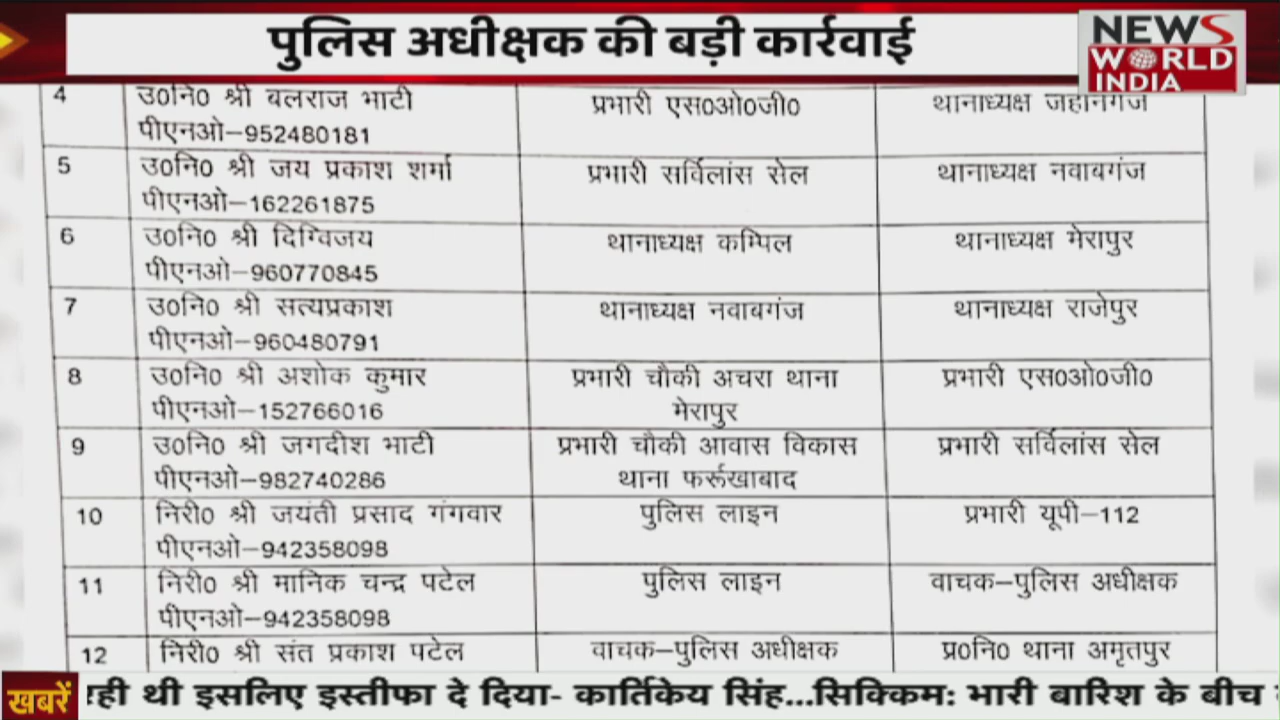 पुलिस अधीक्षक की बड़ी कार्रवाई
NEWS
WORLD
INDIA
4 उ0नि0 श्री बलराज भाटी प्रभारी एस0ओ0जी0 थानाध्यक्ष जहानगंज
पीएनओ–952480181
5 उ0नि0 श्री जय प्रकाश शर्मा प्रभारी सर्विलांस सेल थानाध्यक्ष नवाबगंज
पीएनओ–162261875
6 उ0नि0 श्री दिग्विजय थानाध्यक्ष कम्पिल थानाध्यक्ष मेरापुर
पीएनओ–960770845
7 उ0नि0 श्री सत्यप्रकाश थानाध्यक्ष नवाबगंज थानाध्यक्ष राजेपुर
पीएनओ–960480791
8 उ0नि0 श्री अशोक कुमार प्रभारी चौकी अचरा थाना प्रभारी एस0ओ0जी0
पीएनओ–152766016 मेरापुर
9 उ0नि0 श्री जगदीश भाटी प्रभारी चौकी आवास विकास प्रभारी सर्विलांस सेल
पीएनओ–982740286 थाना फर्रूखाबाद
10 निरी0 श्री जयंती प्रसाद गंगवार पुलिस लाइन प्रभारी यूपी–112
पीएनओ–942358098
11 निरी0 श्री मानिक चन्द्र पटेल पुलिस लाइन वाचक–पुलिस अधीक्षक
पीएनओ–942358098
12 निरी0 श्री संत प्रकाश पटेल वाचक–पुलिस अधीक्षक प्र0नि0 थाना अमृतपुर
खबरें रही थी इसलिए इस्तीफा दे दिया- कार्तिकेय सिंह...सिक्किम: भारी बारिश के बीच